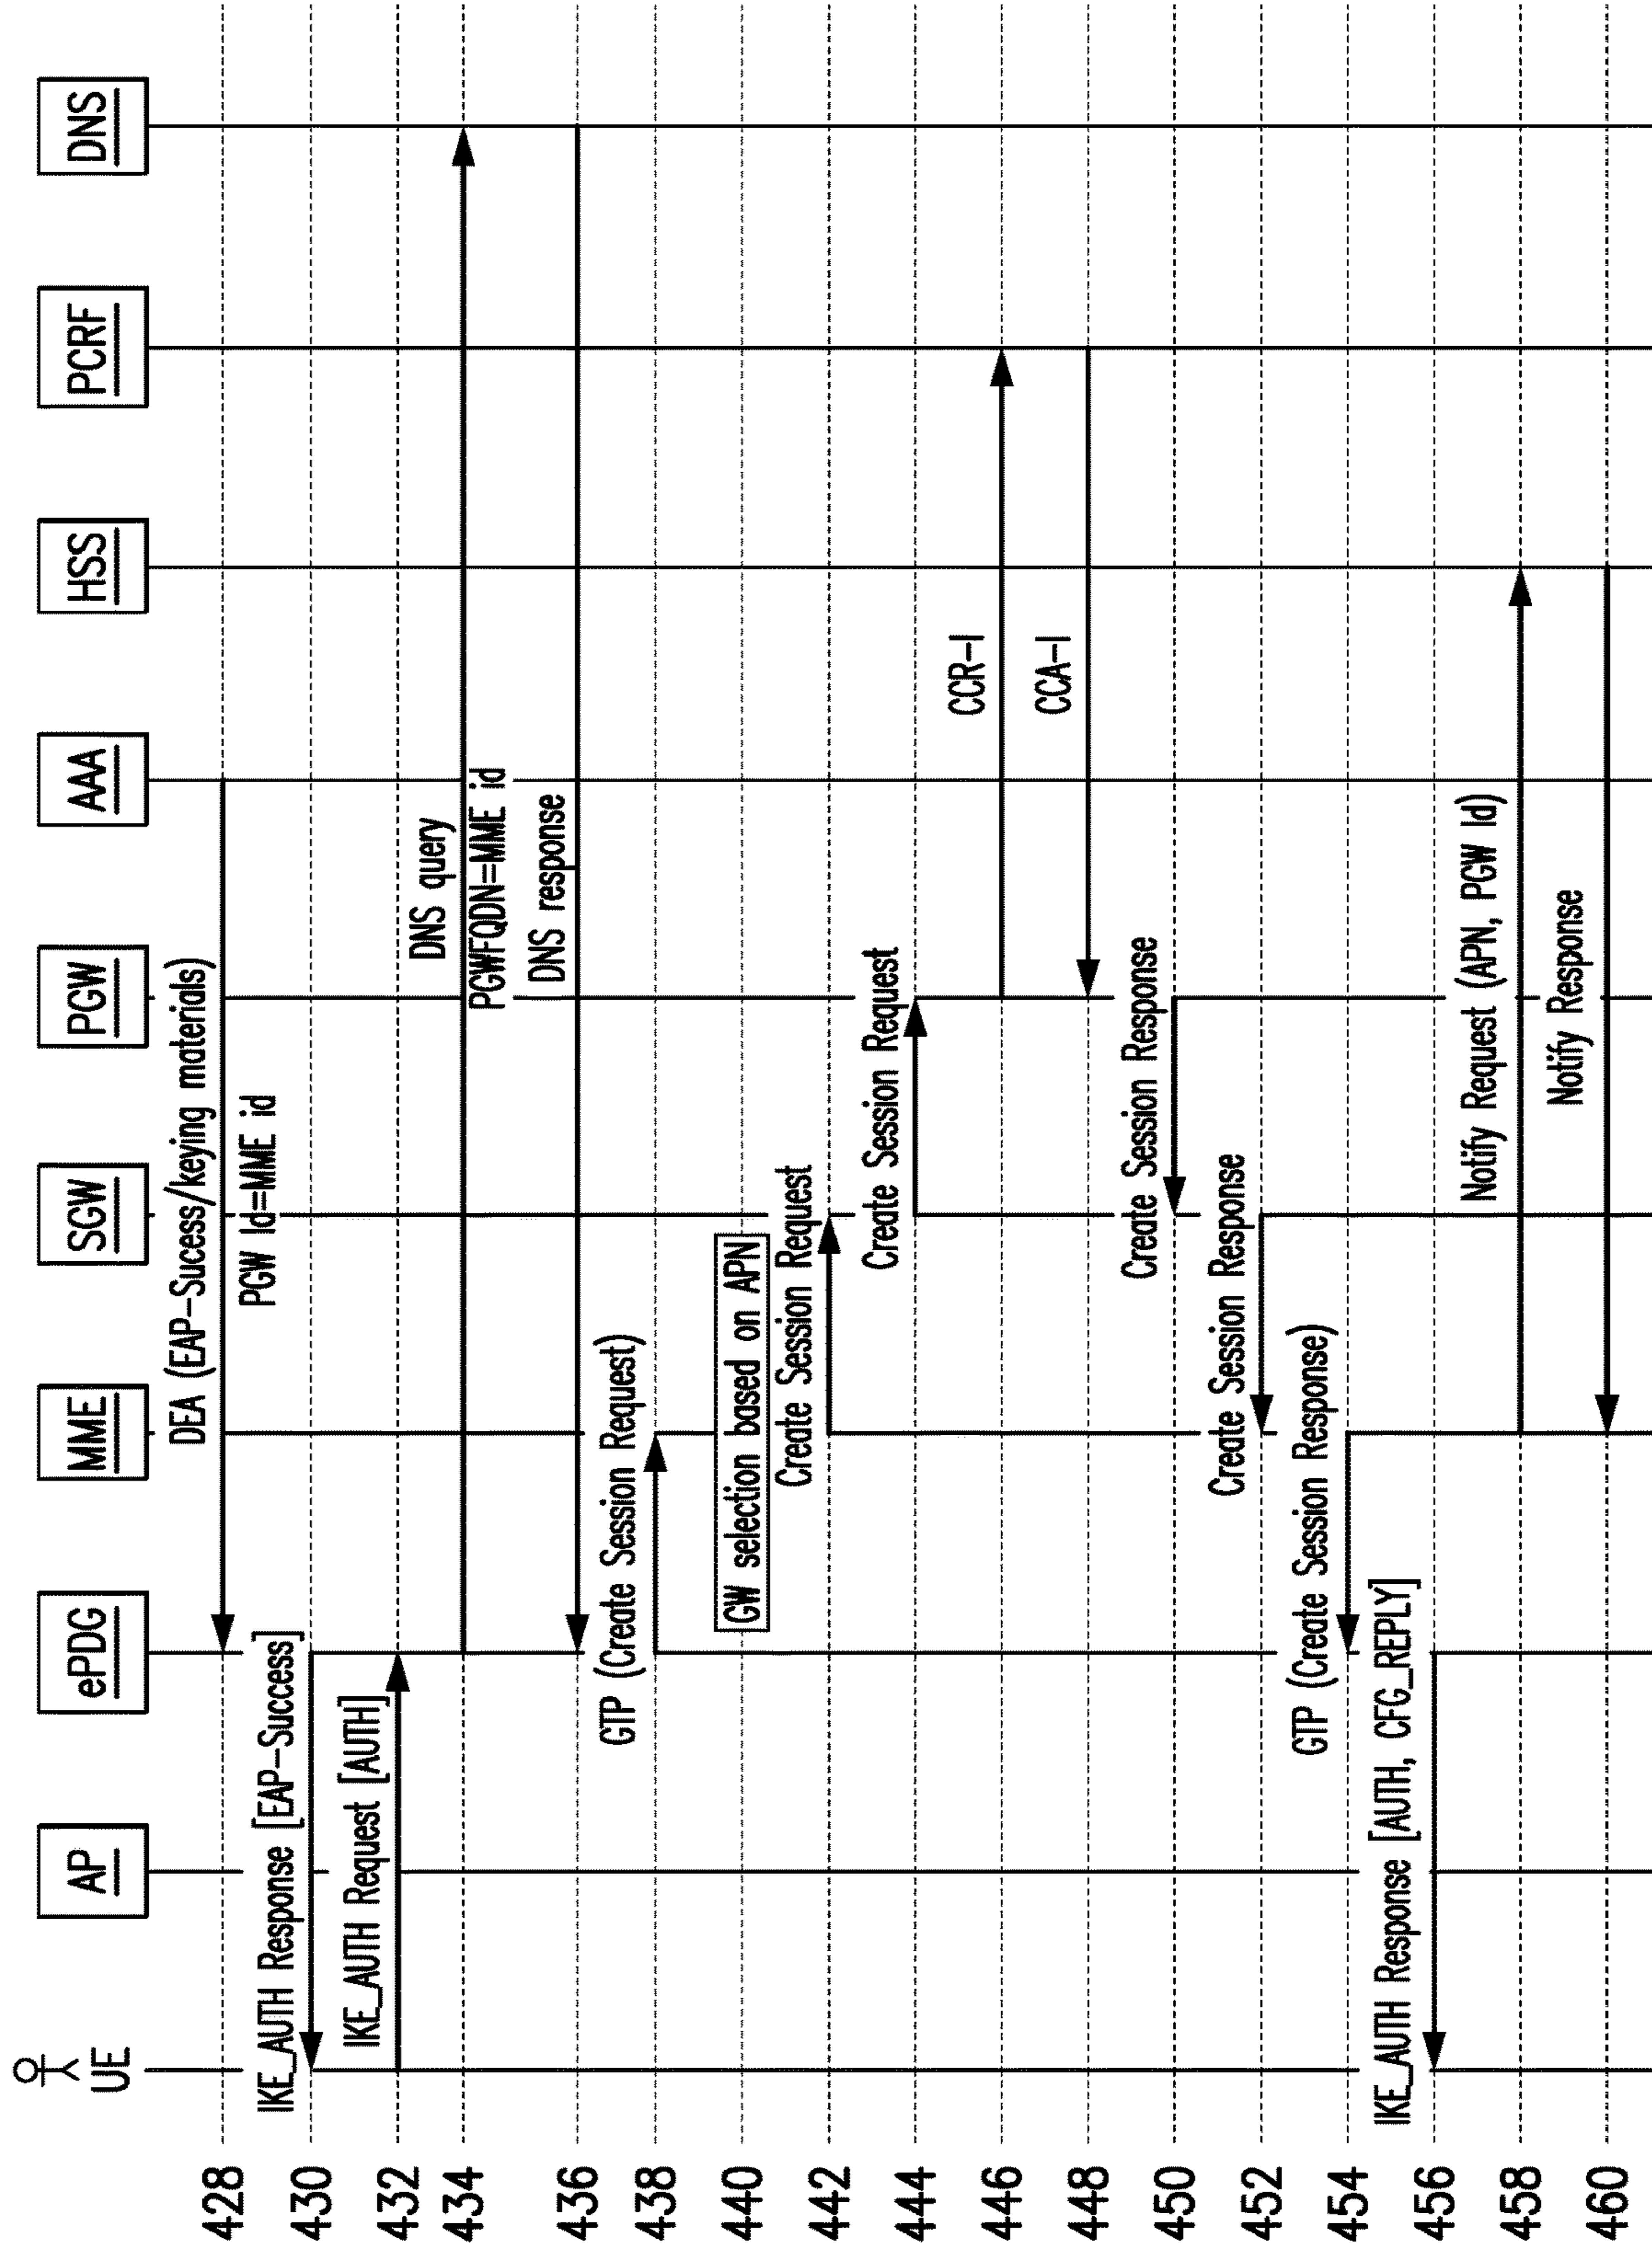 UE
AP
ePDG
MME
SGW
PGW
AAA
HSS
PCRF
DNS
428
DEA (EAP-Sucess/keying materials)
PGW Id=MME id
430
IKE_AUTH Response [EAP-Success]
432
IKE_AUTH Request [AUTH]
434
DNS query
PGWFQDN=MME id
436
DNS response
438
GTP (Create Session Request)
440
GW selection based on APN
442
Create Session Request
444
Create Session Request
446
CCR-I
448
CCA-I
450
Create Session Response
452
Create Session Response
454
GTP (Create Session Response)
456
IKE_AUTH Response [AUTH, CFG_REPLY]
458
Notify Request (APN, PGW Id)
460
Notify Response